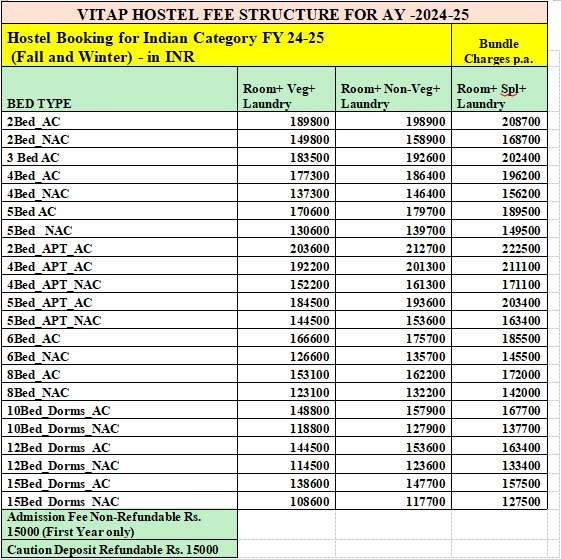 VITAP HOSTEL FEE STRUCTURE FOR AY -2024-25
Hostel Booking for Indian Category FY 24-25
(Fall and Winter) - in INR
Bundle
Charges p.a.
BED TYPE
Room+ Veg+
Laundry
Room+ Non-Veg+
Laundry
Room+ Spl+
Laundry
2Bed_AC 189800 198900 208700
2Bed_NAC 149800 158900 168700
3 Bed AC 183500 192600 202400
4Bed_AC 177300 186400 196200
4Bed_NAC 137300 146400 156200
5Bed AC 170600 179700 189500
5Bed NAC 130600 139700 149500
2Bed_APT_AC 203600 212700 222500
4Bed_APT_AC 192200 201300 211100
4Bed_APT_NAC 152200 161300 171100
5Bed_APT_AC 184500 193600 203400
5Bed_APT_NAC 144500 153600 163400
6Bed_AC 166600 175700 185500
6Bed_NAC 126600 135700 145500
8Bed_AC 153100 162200 172000
8Bed_NAC 123100 132200 142000
10Bed_Dorms_AC 148800 157900 167700
10Bed_Dorms_NAC 118800 127900 137700
12Bed_Dorms_AC 144500 153600 163400
12Bed_Dorms_NAC 114500 123600 133400
15Bed_Dorms_AC 138600 147700 157500
15Bed_Dorms_NAC 108600 117700 127500
Admission Fee Non-Refundable Rs.
15000 (First Year only)
Caution Deposit Refundable Rs. 15000